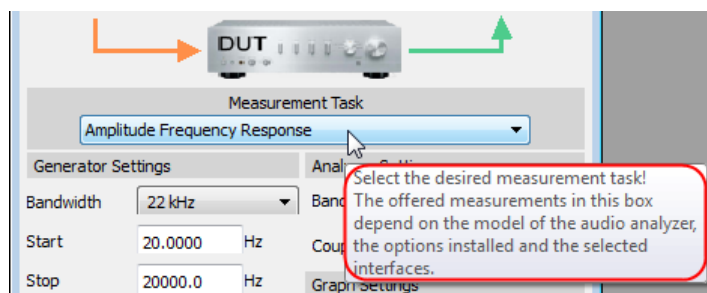 DUT
Measurement Task
Amplitude Frequency Response
Generator Settings
Bandwidth 22 kHz
Start 20.0000 Hz
Stop 20000.0 Hz
Select the desired measurement task!
The offered measurements in this box
depend on the model of the audio analyzer,
the options installed and the selected
interfaces.
Graph Settings